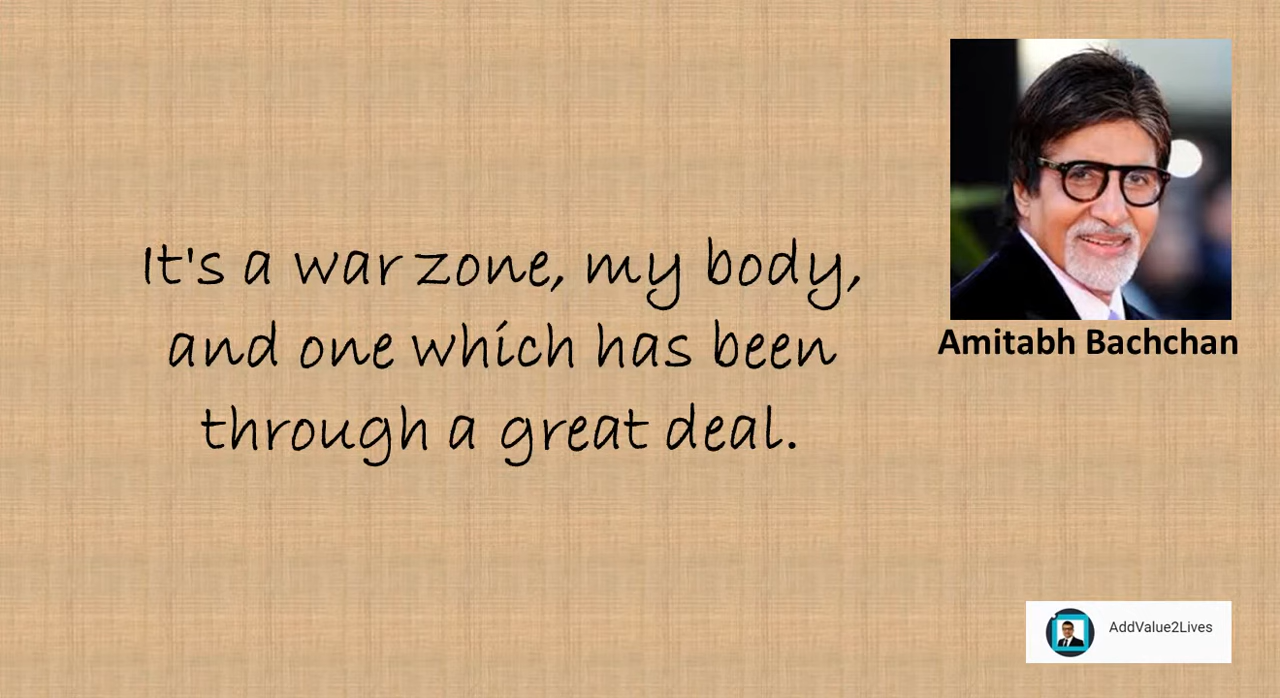 It's a war zone, my body,
and one which has been
through a great deal.
Amitabh Bachchan
AddValue2Lives